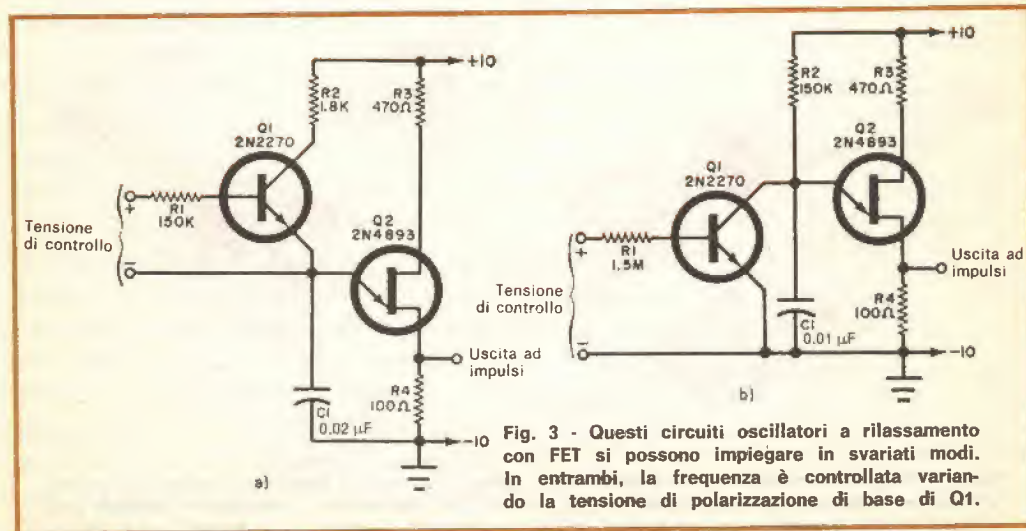 +10
R2
1.8K
R3
470Ω
Q1
2N2270
+
R1
150K
Tensione
di controllo
−
Q2
2N4893
Uscita ad
impulsi
R4
100Ω
C1
0.02 µF
-10
a)
+10
R2
150K
R3
470Ω
Q2
2N4893
Q1
2N2270
+
R1
1.5M
Tensione
di controllo
−
Uscita ad
impulsi
R4
100Ω
C1
0.01 µF
-10
b)
Fig. 3 - Questi circuiti oscillatori a rilassamento
con FET si possono impiegare in svariati modi.
In entrambi, la frequenza è controllata varian-
do la tensione di polarizzazione di base di Q1.